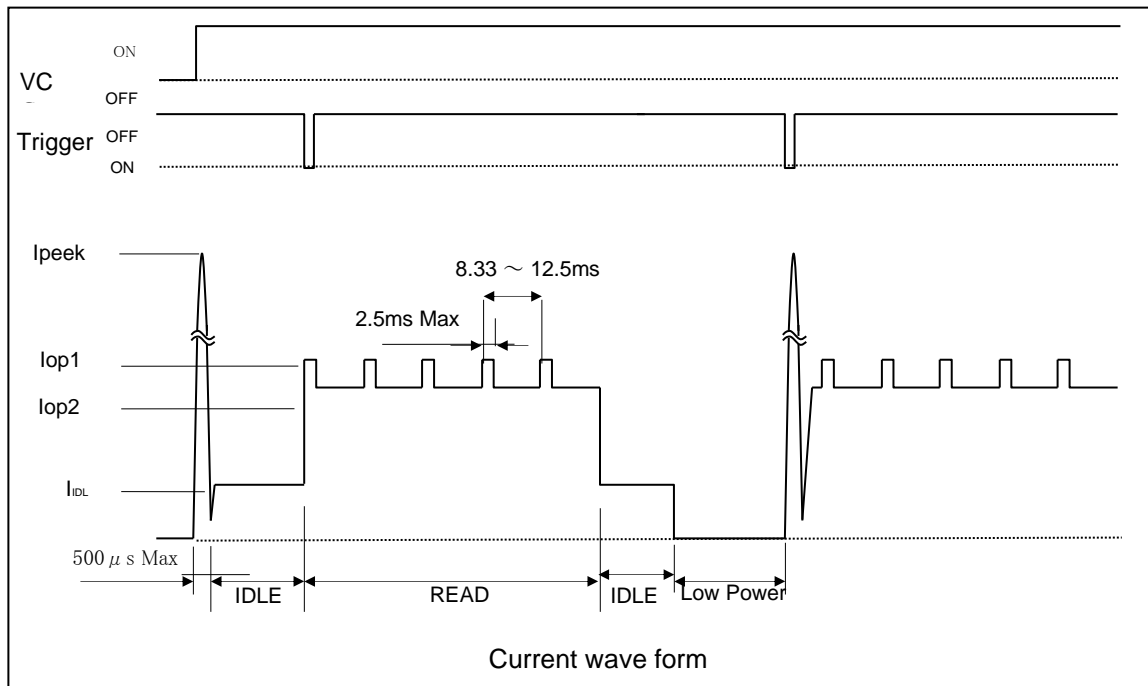 ON
VC
OFF
Trigger
OFF
ON
Ipeek
8.33 ～ 12.5ms
2.5ms Max
Iop1
Iop2
IIDL
500 μ s Max
IDLE
READ
IDLE
Low Power
Current wave form